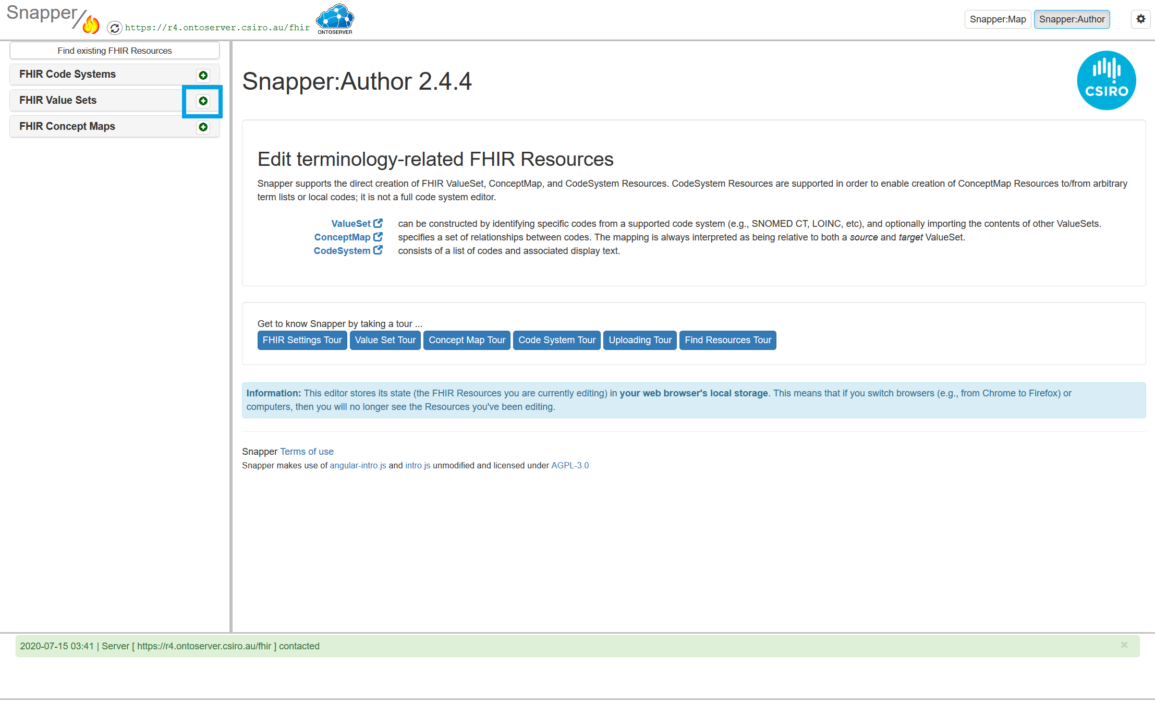 Snapper
https://r4.ontoserver.csiro.au/fhir
ONTOSERVER
Snapper:Map
Snapper:Author
Find existing FHIR Resources
FHIR Code Systems
FHIR Value Sets
FHIR Concept Maps
Snapper:Author 2.4.4
CSIRO
Edit terminology-related FHIR Resources
Snapper supports the direct creation of FHIR ValueSet, ConceptMap, and CodeSystem Resources. CodeSystem Resources are supported in order to enable creation of ConceptMap Resources to/from arbitrary
term lists or local codes; it is not a full code system editor.
ValueSet can be constructed by identifying specific codes from a supported code system (e.g., SNOMED CT, LOINC, etc), and optionally importing the contents of other ValueSets.
ConceptMap specifies a set of relationships between codes. The mapping is always interpreted as being relative to both a source and target ValueSet.
CodeSystem consists of a list of codes and associated display text.
Get to know Snapper by taking a tour ...
FHIR Settings Tour Value Set Tour Concept Map Tour Code System Tour Uploading Tour Find Resources Tour
Information: This editor stores its state (the FHIR Resources you are currently editing) in your web browser's local storage. This means that if you switch browsers (e.g., from Chrome to Firefox) or
computers, then you will no longer see the Resources you've been editing.
Snapper Terms of use
Snapper makes use of angular-intro.js and intro.js unmodified and licensed under AGPL-3.0
2020-07-15 03:41 | Server [ https://r4.ontoserver.csiro.au/fhir ] contacted